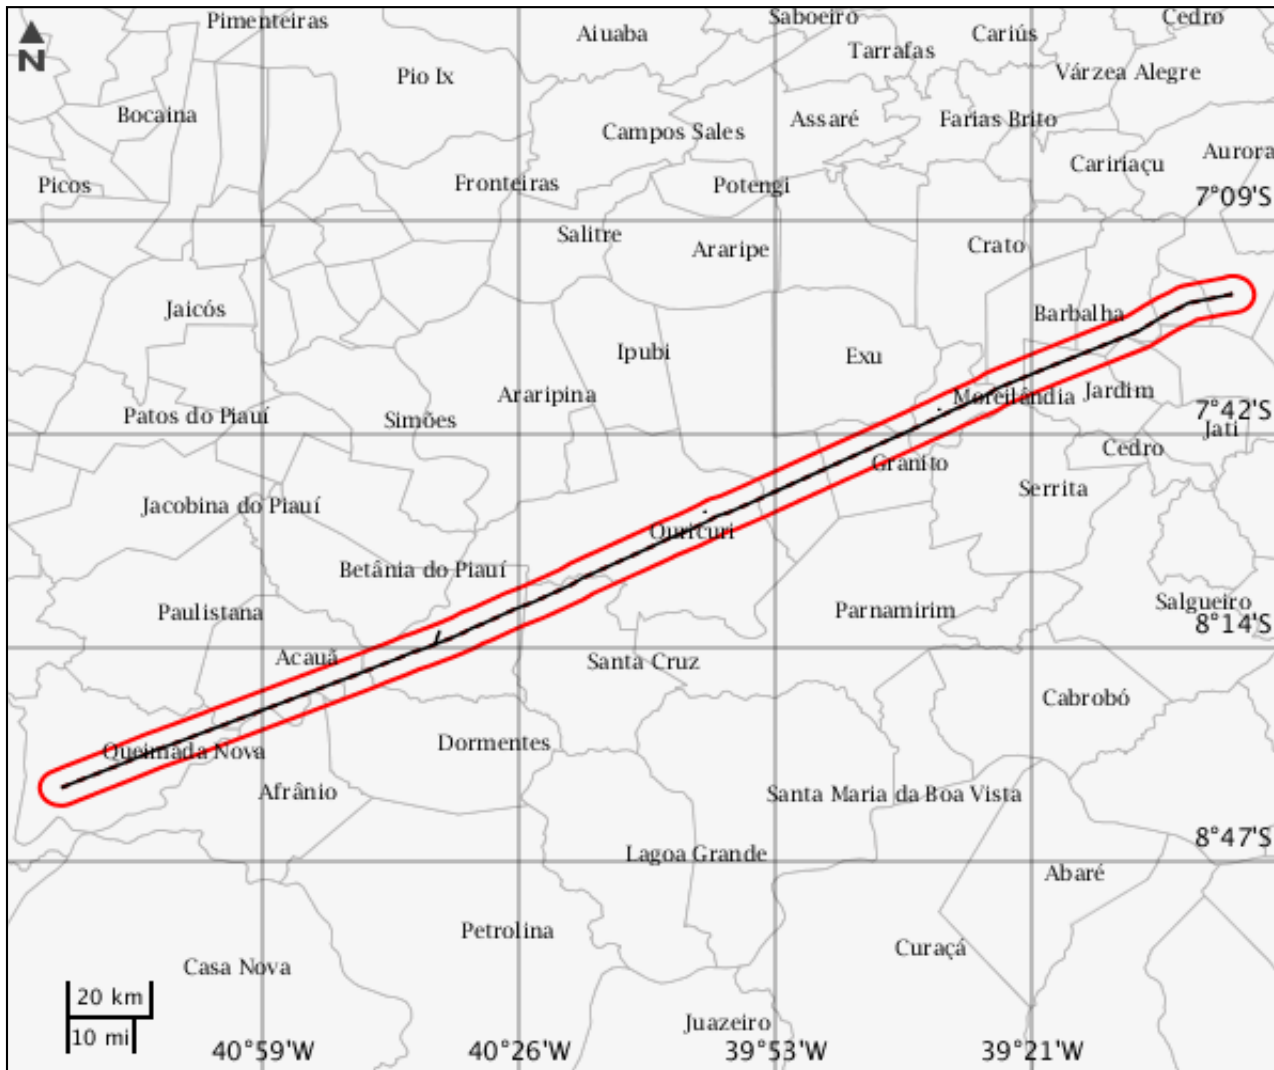 Pimenteiras
Saboeiro
Cedro
Aiuaba
Cariús
Tarrafas
Pio Ix
Várzea Alegre
Bocaina
Campos Sales
Assaré
Farias Brito
Aurora
Caririaçu
Picos
Fronteiras
Potengi
7°09'S
N
Salitre
Araripe
Crato
Jaicós
Barbalha
Ipubi
Exu
Araripina
Moreilândia
Jardim
Patos do Piauí
Simões
7°42'S
Jati
Cedro
Granito
Serrita
Jacobina do Piauí
Ouricuri
Betânia do Piauí
Paulistana
Parnamirim
Salgueiro
8°14'S
Acauã
Santa Cruz
Cabrobó
Queimada Nova
Dormentes
Afrânio
Santa Maria da Boa Vista
8°47'S
Lagoa Grande
Abaré
Petrolina
Curaçá
Casa Nova
20 km
10 mi
Juazeiro
40°59'W
40°26'W
39°53'W
39°21'W